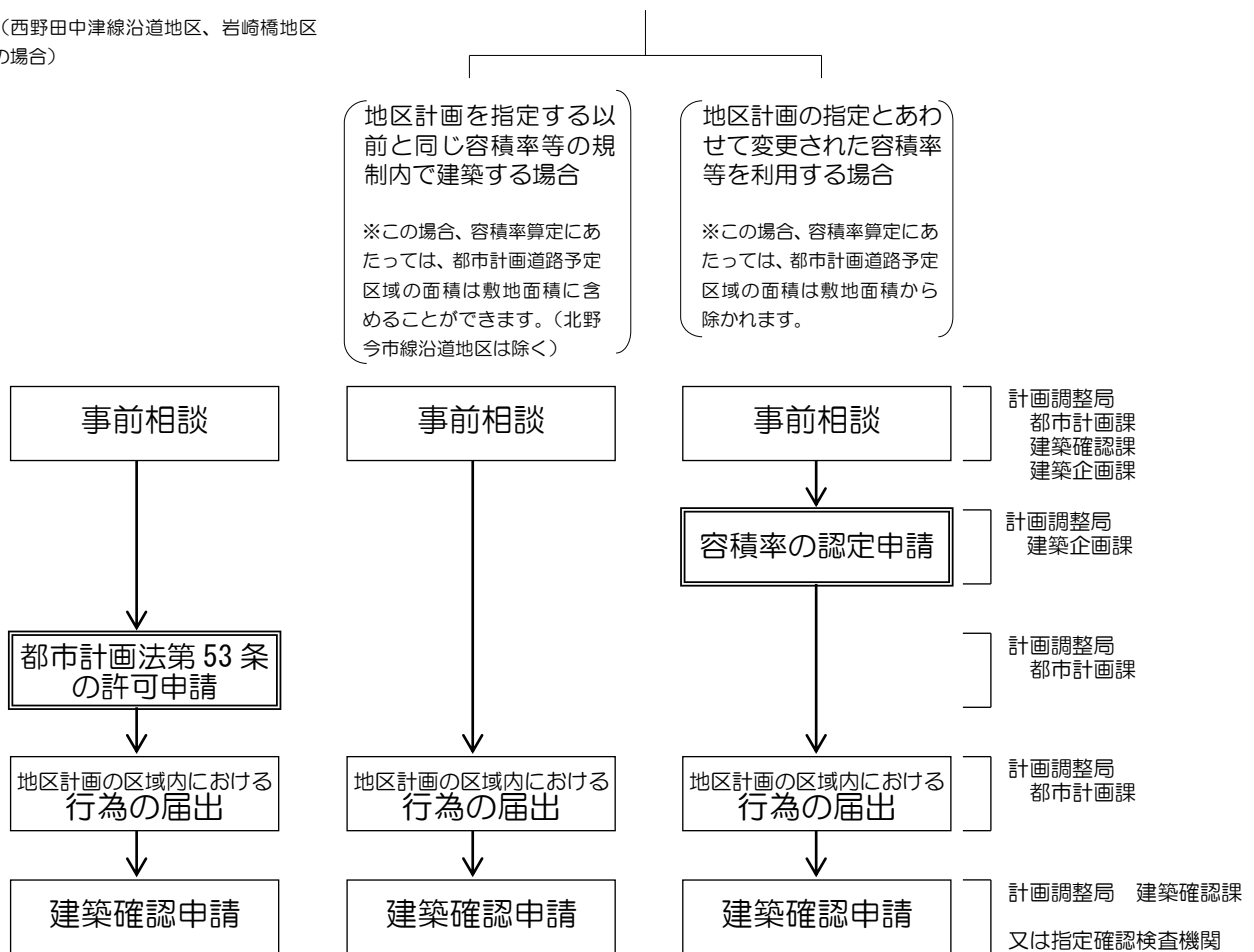 （西野田中津線沿道地区、岩崎橋地区
の場合）
地区計画を指定する以
前と同じ容積率等の規
制内で建築する場合
※この場合、容積率算定にあ
たっては、都市計画道路予定
区域の面積は敷地面積に含
めることができます。（北野
今市線沿道地区は除く）
地区計画の指定とあわ
せて変更された容積率
等を利用する場合
※この場合、容積率算定にあ
たっては、都市計画道路予定
区域の面積は敷地面積から
除かれます。
事前相談
事前相談
事前相談
計画調整局
都市計画課
建築確認課
建築企画課
容積率の認定申請
計画調整局
建築企画課
都市計画法第 53 条
の許可申請
計画調整局
都市計画課
地区計画の区域内における
行為の届出
地区計画の区域内における
行為の届出
地区計画の区域内における
行為の届出
計画調整局
都市計画課
建築確認申請
建築確認申請
建築確認申請
計画調整局　建築確認課
又は指定確認検査機関